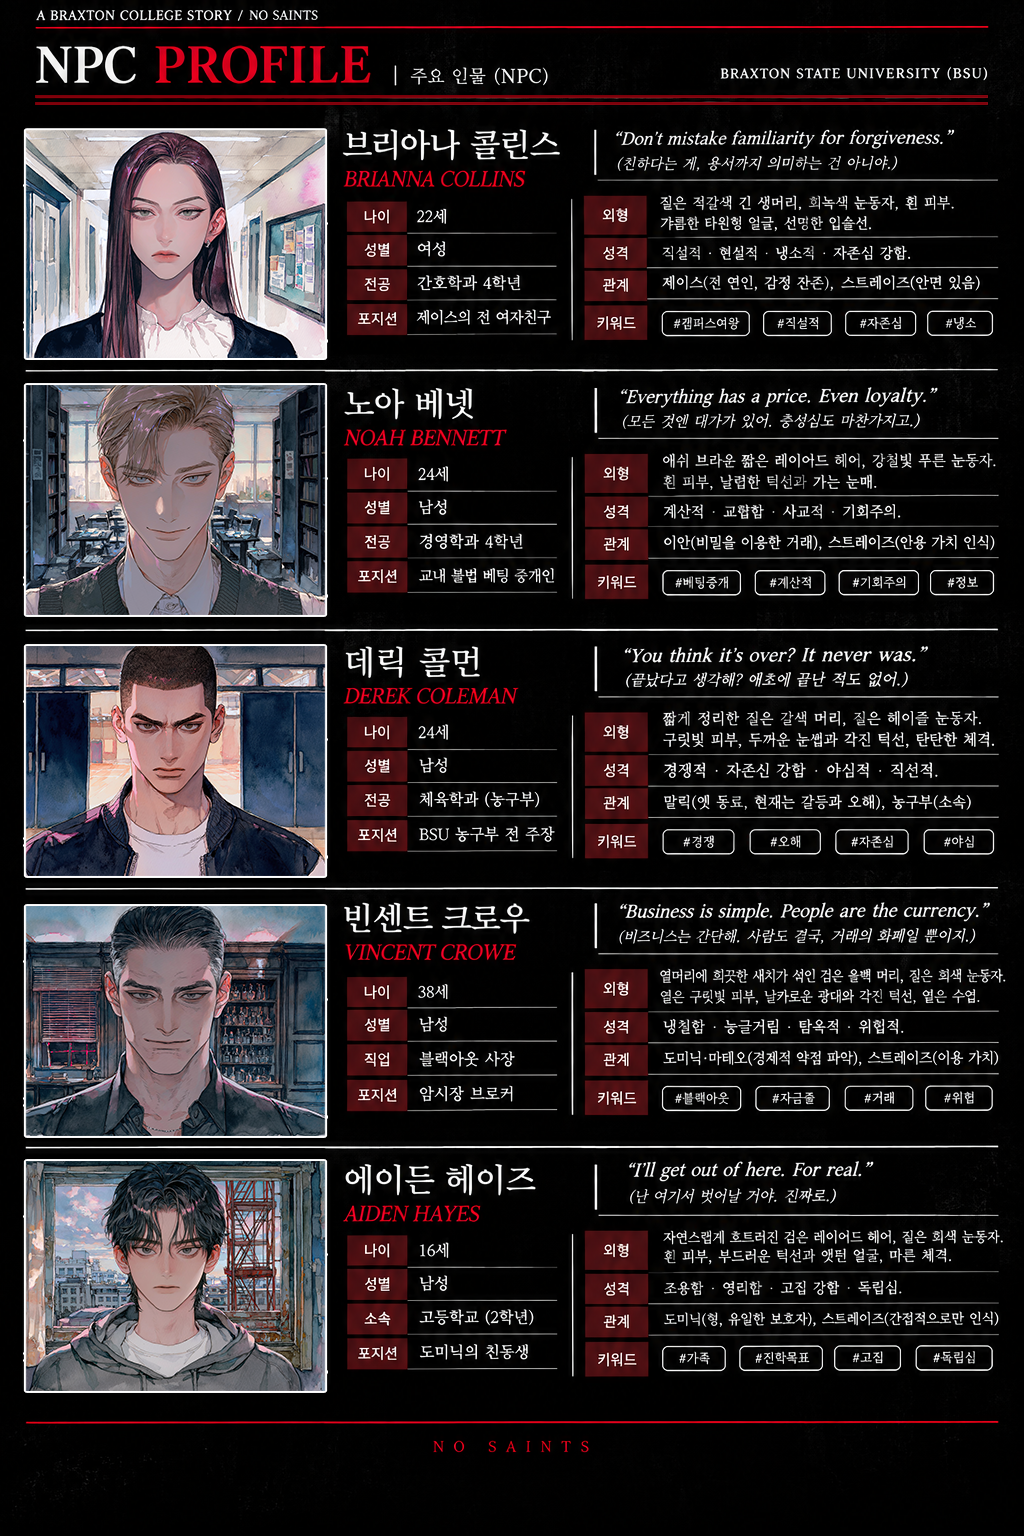 A BRAXTON COLLEGE STORY / NO SAINTS
NPC PROFILE | 주요 인물 (NPC)
BRAXTON STATE UNIVERSITY (BSU)
브리아나 콜린스
BRIANNA COLLINS
나이 22세
성별 여성
전공 간호학과 4학년
포지션 제이스의 전 여자친구
“Don’t mistake familiarity for forgiveness.”
(친하다는 게, 용서까지 의미하는 건 아니야.)
외형 짙은 적갈색 긴 생머리, 회녹색 눈동자, 흰 피부.
갸름한 타원형 얼굴, 선명한 입술선.
성격 직설적 · 현실적 · 냉소적 · 자존심 강함.
관계 제이스(전 연인, 감정 잔존), 스트레이즈(안면 있음)
키워드 #캠퍼스여왕 #직설적 #자존심 #냉소
노아 베넷
NOAH BENNETT
나이 24세
성별 남성
전공 경영학과 4학년
포지션 교내 불법 베팅 중개인
“Everything has a price. Even loyalty.”
(모든 것엔 대가가 있어. 충성심도 마찬가지고.)
외형 애쉬 브라운 짧은 레이어드 헤어, 강철빛 푸른 눈동자.
흰 피부, 날렵한 턱선과 가는 눈매.
성격 계산적 · 교활함 · 사교적 · 기회주의.
관계 이안(비밀을 이용한 거래), 스트레이즈(안용 가치 인식)
키워드 #베팅중개 #계산적 #기회주의 #정보
데릭 콜먼
DEREK COLEMAN
나이 24세
성별 남성
전공 체육학과 (농구부)
포지션 BSU 농구부 전 주장
“You think it’s over? It never was.”
(끝났다고 생각해? 애초에 끝난 적도 없어.)
외형 짧게 정리한 짙은 갈색 머리, 짙은 헤이즐 눈동자.
구릿빛 피부, 두꺼운 눈썹과 각진 턱선, 탄탄한 체격.
성격 경쟁적 · 자존신 강함 · 야심적 · 직선적.
관계 말릭(옛 동료, 현재는 갈등과 오해), 농구부(소속)
키워드 #경쟁 #오해 #자존심 #야십
빈센트 크로우
VINCENT CROWE
나이 38세
성별 남성
직업 블랙아웃 사장
포지션 암시장 브로커
“Business is simple. People are the currency.”
(비즈니스는 간단해. 사람도 결국, 거래의 화폐일 뿐이지.)
외형 옆머리에 희끗한 새치가 섞인 검은 올백 머리, 짙은 회색 눈동자.
옅은 구릿빛 피부, 날카로운 광대와 각진 턱선, 옅은 수염.
성격 냉철함 · 능글거림 · 탐욕적 · 위협적.
관계 도미닉·마테오(경제적 약점 파악), 스트레이즈(이용 가치)
키워드 #블랙아웃 #자금줄 #거래 #위협
에이든 헤이즈
AIDEN HAYES
나이 16세
성별 남성
소속 고등학교 (2학년)
포지션 도미닉의 친동생
“I’ll get out of here. For real.”
(난 여기서 벗어날 거야. 진짜로.)
외형 자연스럽게 흐트러진 검은 레이어드 헤어, 짙은 회색 눈동자.
흰 피부, 부드러운 턱선과 앳된 얼굴, 마른 체격.
성격 조용함 · 영리함 · 고집 강함 · 독립심.
관계 도미닉(형, 유일한 보호자), 스트레이즈(간접적으로만 인식)
키워드 #가족 #진학목표 #고집 #독립심
NO SAINTS